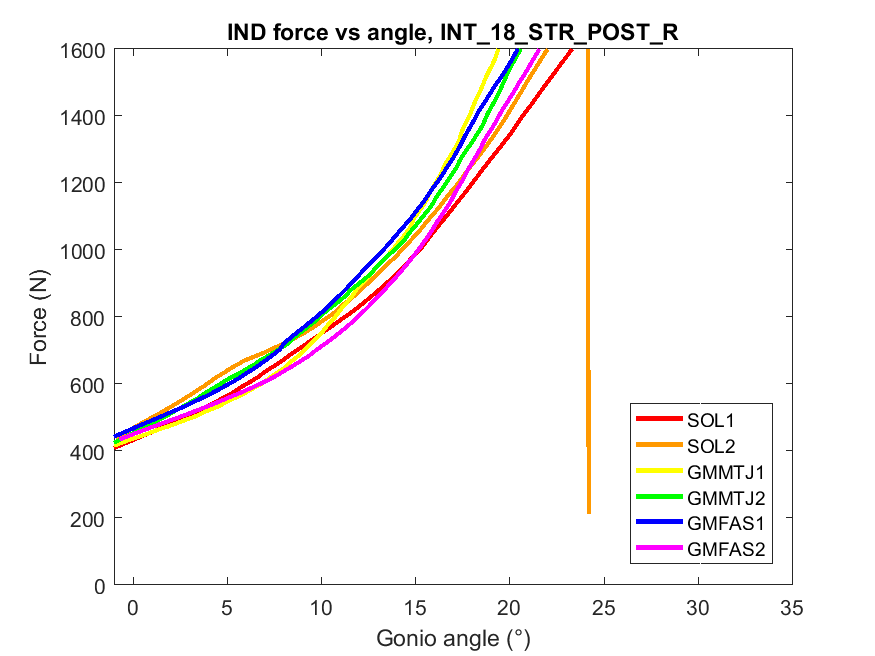 IND force vs angle, INT_18_STR_POST_R
1600
1400
1200
1000
800
600
400
200
0
Force (N)
0 5 10 15 20 25 30 35
Gonio angle (°)
SOL1
SOL2
GMMTJ1
GMMTJ2
GMFAS1
GMFAS2